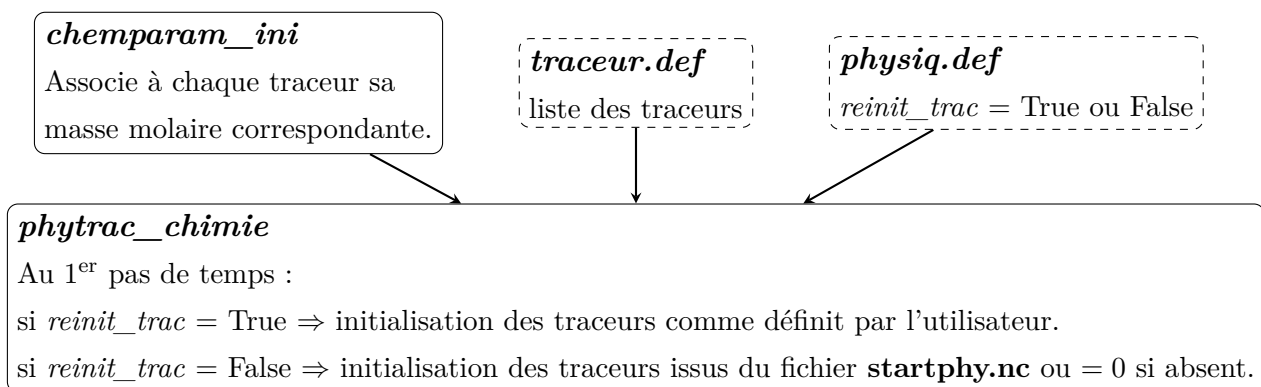 chemparam_ini
Associe à chaque traceur sa
masse molaire correspondante.
traceur.def
liste des traceurs
physiq.def
reinit_trac = True ou False
phytrac_chimie
Au 1er pas de temps :
si reinit_trac = True ⇒ initialisation des traceurs comme définit par l'utilisateur.
si reinit_trac = False ⇒ initialisation des traceurs issus du fichier startphy.nc ou = 0 si absent.